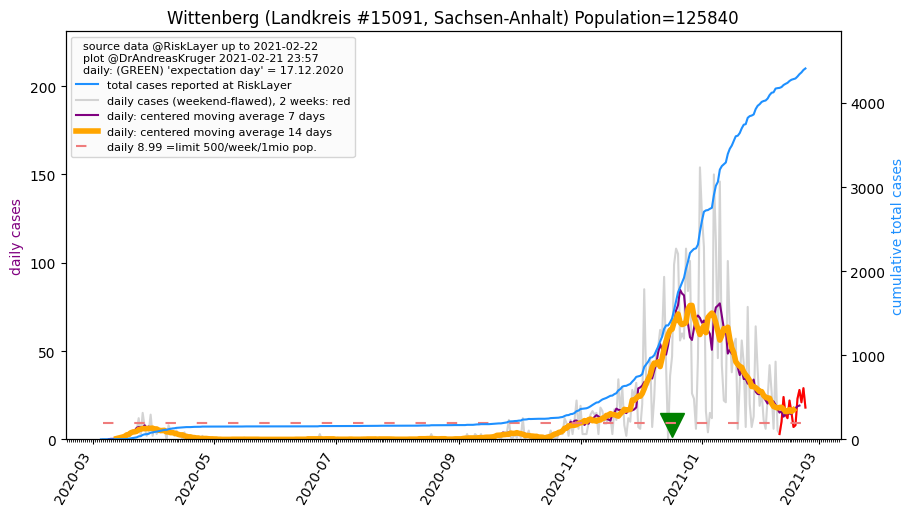 Wittenberg (Landkreis #15091, Sachsen-Anhalt) Population=125840
source data @RiskLayer up to 2021-02-22
plot @DrAndreasKruger 2021-02-21 23:57
daily: (GREEN) 'expectation day' = 17.12.2020
total cases reported at RiskLayer
daily cases (weekend-flawed), 2 weeks: red
daily: centered moving average 7 days
daily: centered moving average 14 days
daily 8.99 =limit 500/week/1mio pop.
daily cases
200
150
100
50
0
cumulative total cases
4000
3000
2000
1000
0
2020-03
2020-05
2020-07
2020-09
2020-11
2021-01
2021-03